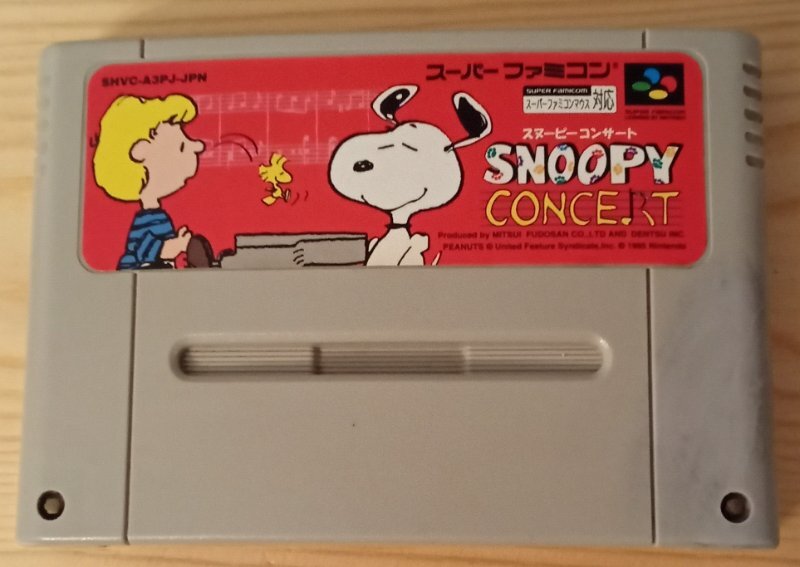 SHVC-A3PJ-JPN
スーパーファミコン
SUPER FAMICOM
スーパーファミコンマウス 対応
SUPER FAMICOM
スヌーピーコンサート
SNOOPY
CONCERT
Produced by MITSUI FUDOSAN CO.,LTD AND DENTSU INC.
PEANUTS © United Feature Syndicate,Inc. © 1995 Nintendo